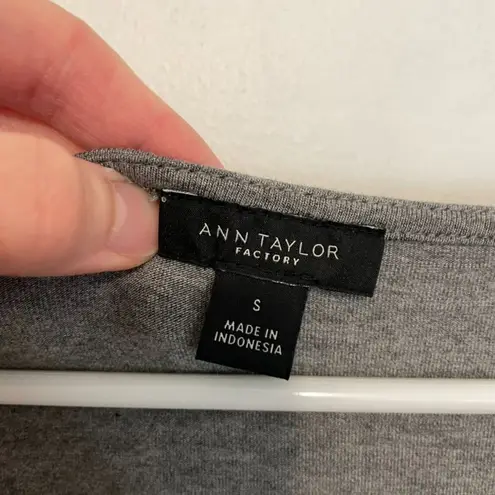 ANN TAYLOR
FACTORY
S
MADE IN
INDONESIA